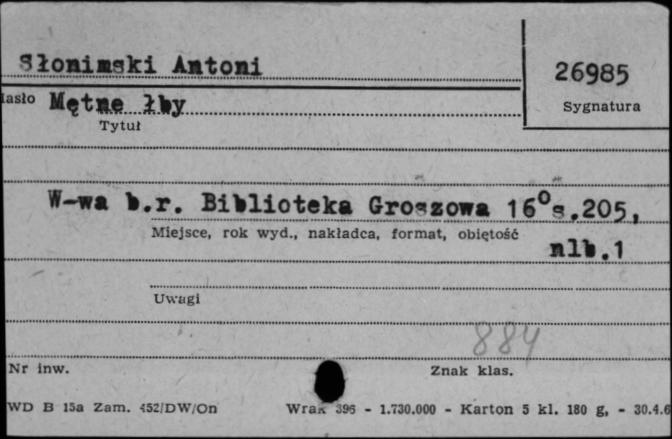 Słonimski Antoni
26985
Sygnatura
Hasło Mętne łby
Tytuł
W-wa b.r. Biblioteka Groszowa 16° s.205,
Miejsce, rok wyd., nakładca, format, obiętość
nlb.1
Uwagi
884
Nr inw.
Znak klas.
WD B 15a Zam. 452/DW/On
Wrak 396 - 1.730.000 - Karton 5 kl. 180 g, - 30.4.6